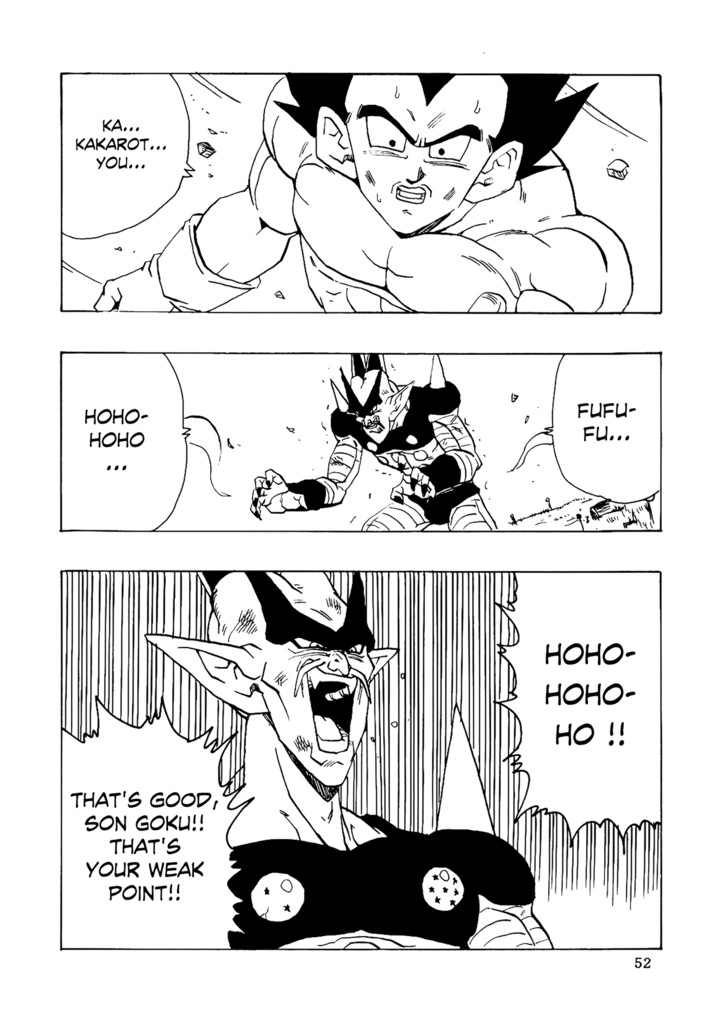 KA...
KAKAROT...
YOU...
HOHO-
HOHO
...
FUFU-
FU...
HOHO-
HOHO-
HO !!
THAT'S GOOD,
SON GOKU!!
THAT'S
YOUR WEAK
POINT!!
52